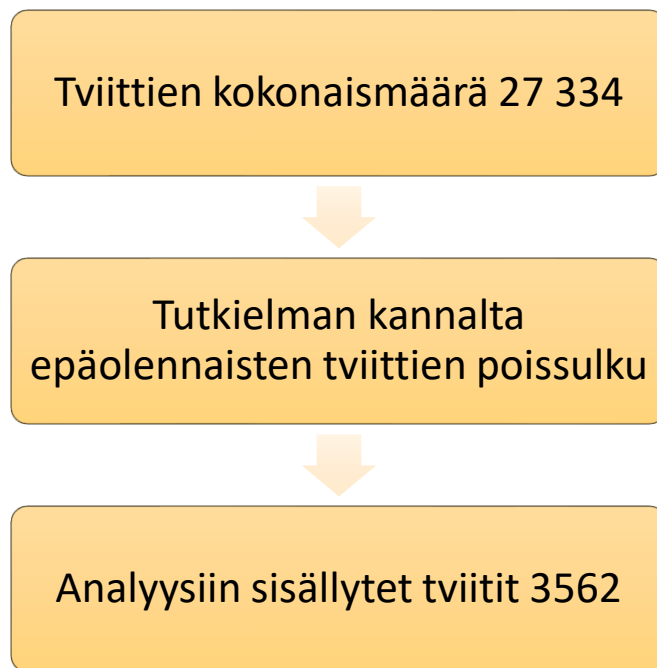 Tviittien kokonaismäärä 27 334
Tutkielman kannalta
epäolennaisten tviittien poissulku
Analyysiin sisällytet tviitit 3562